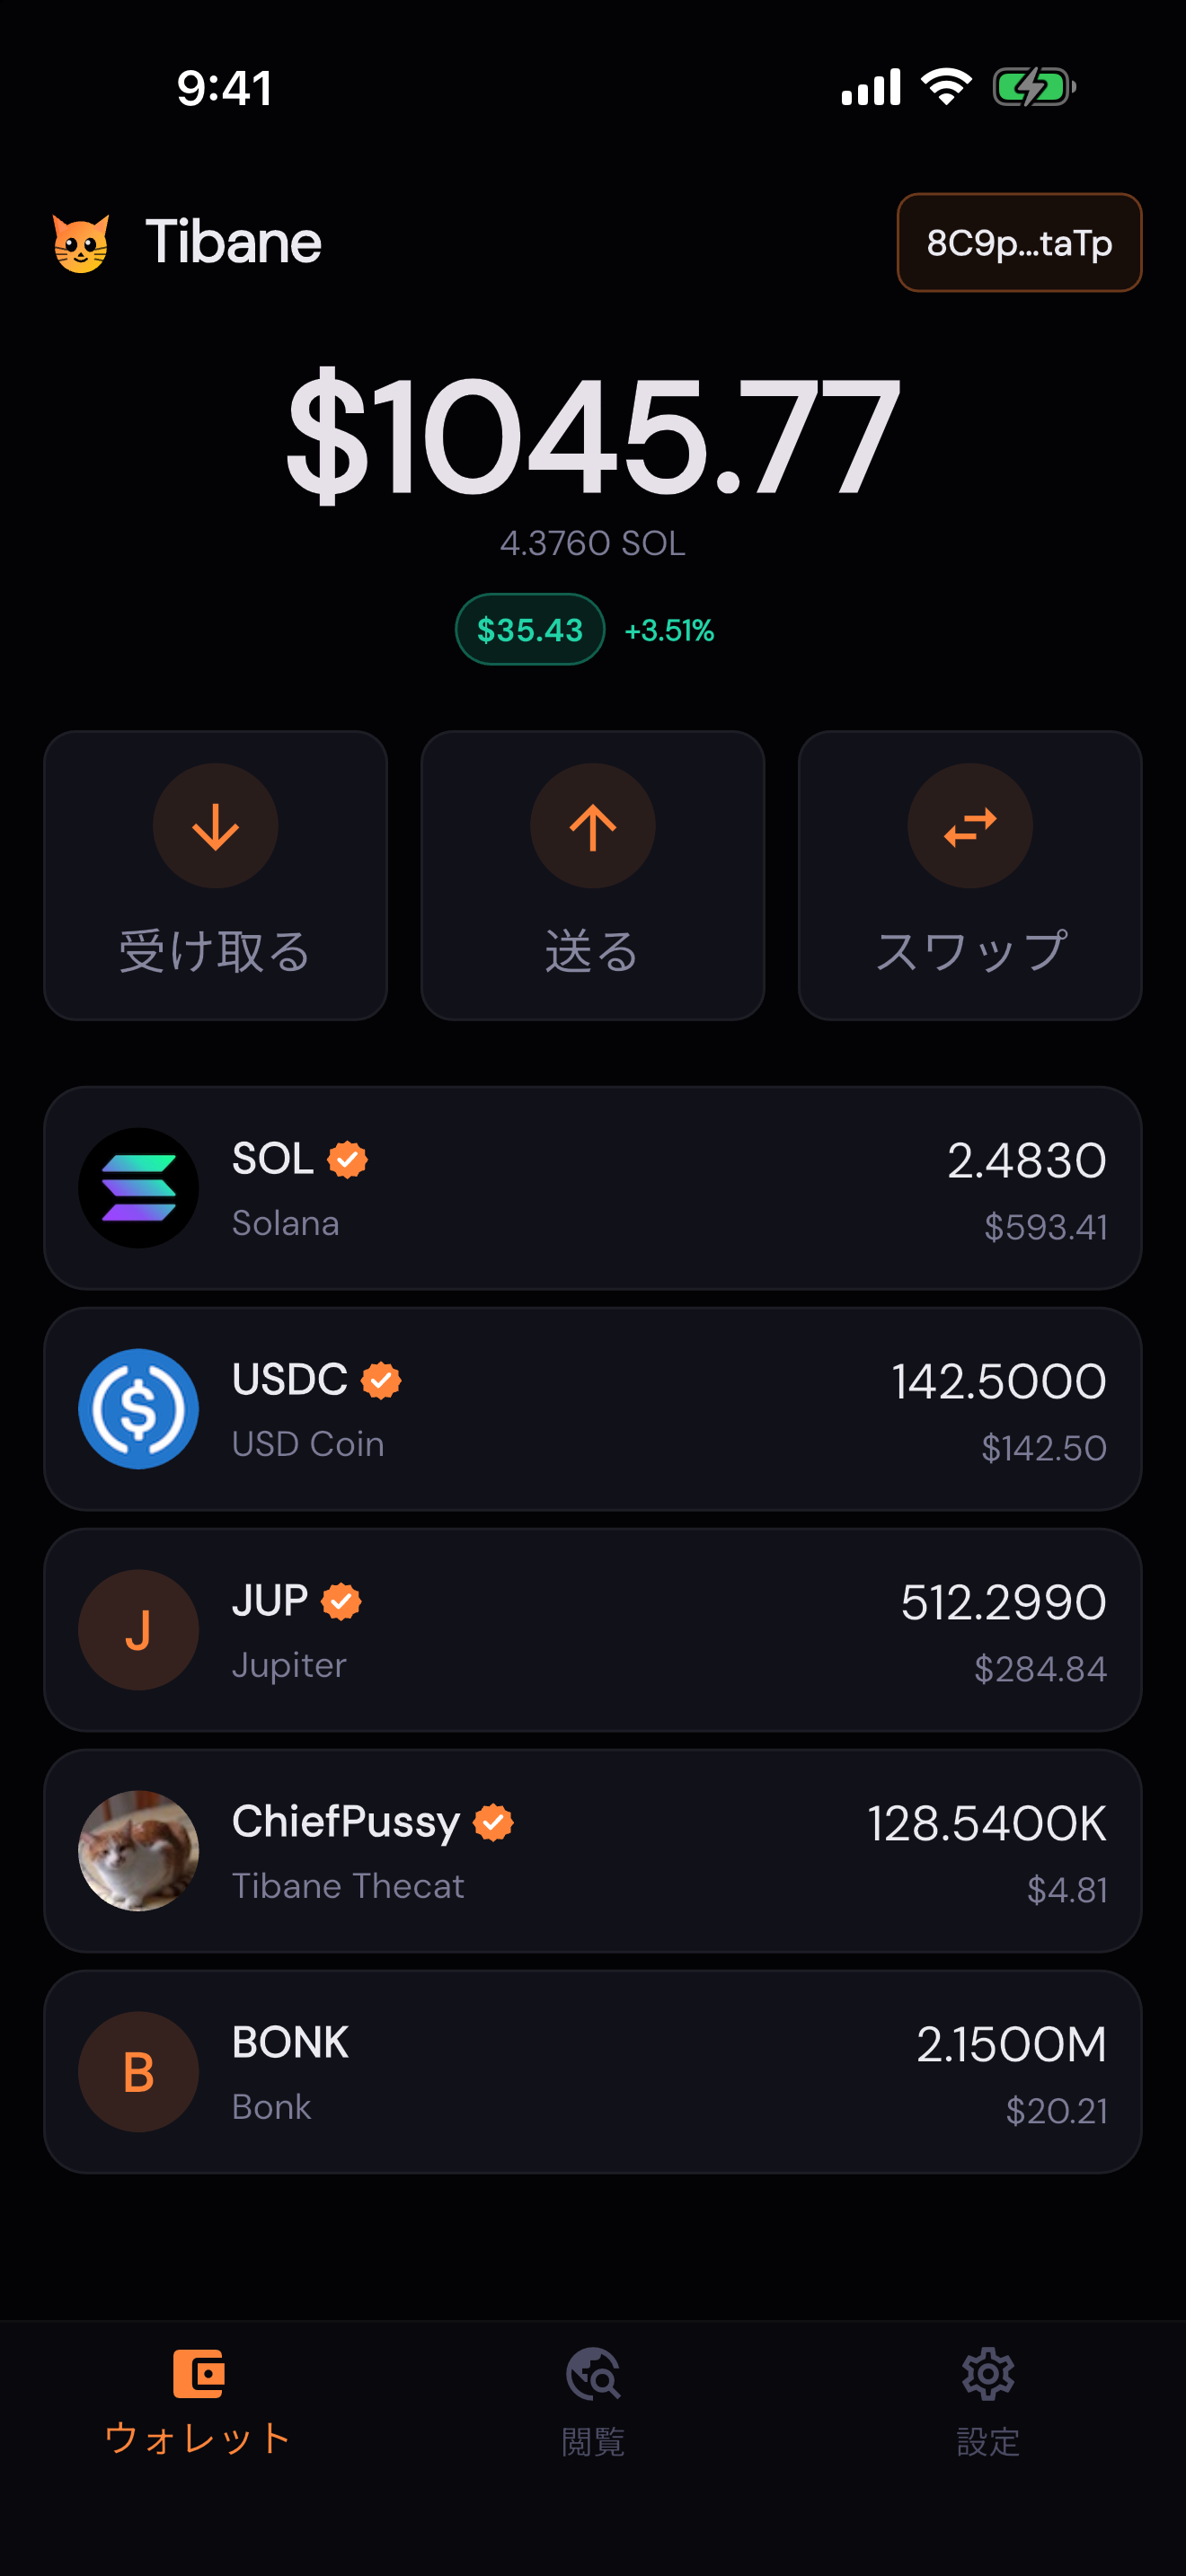 9:41
Tibane
8C9p...taTp
$1045.77
4.3760 SOL
$35.43 +3.51%
受け取る
送る
スワップ
SOL
2.4830
Solana
$593.41
USDC
142.5000
USD Coin
$142.50
J
JUP
512.2990
Jupiter
$284.84
ChiefPussy
128.5400K
Tibane Thecat
$4.81
B
BONK
2.1500M
Bonk
$20.21
ウォレット
閲覧
設定